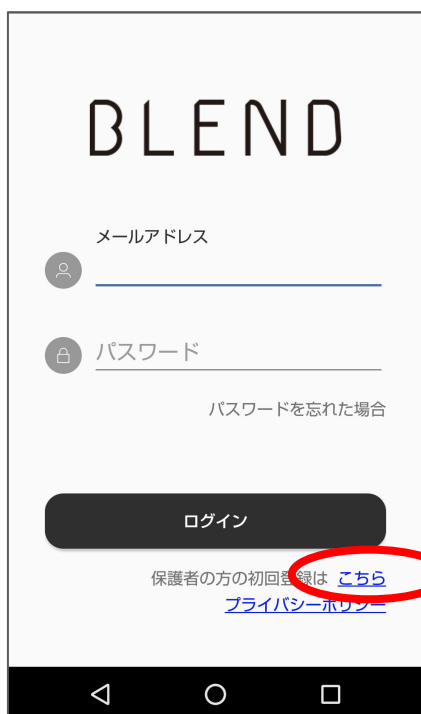 BLEND
メールアドレス
パスワード
パスワードを忘れた場合
ログイン
保護者の方の初回登録は こちら
プライバシーポリシー